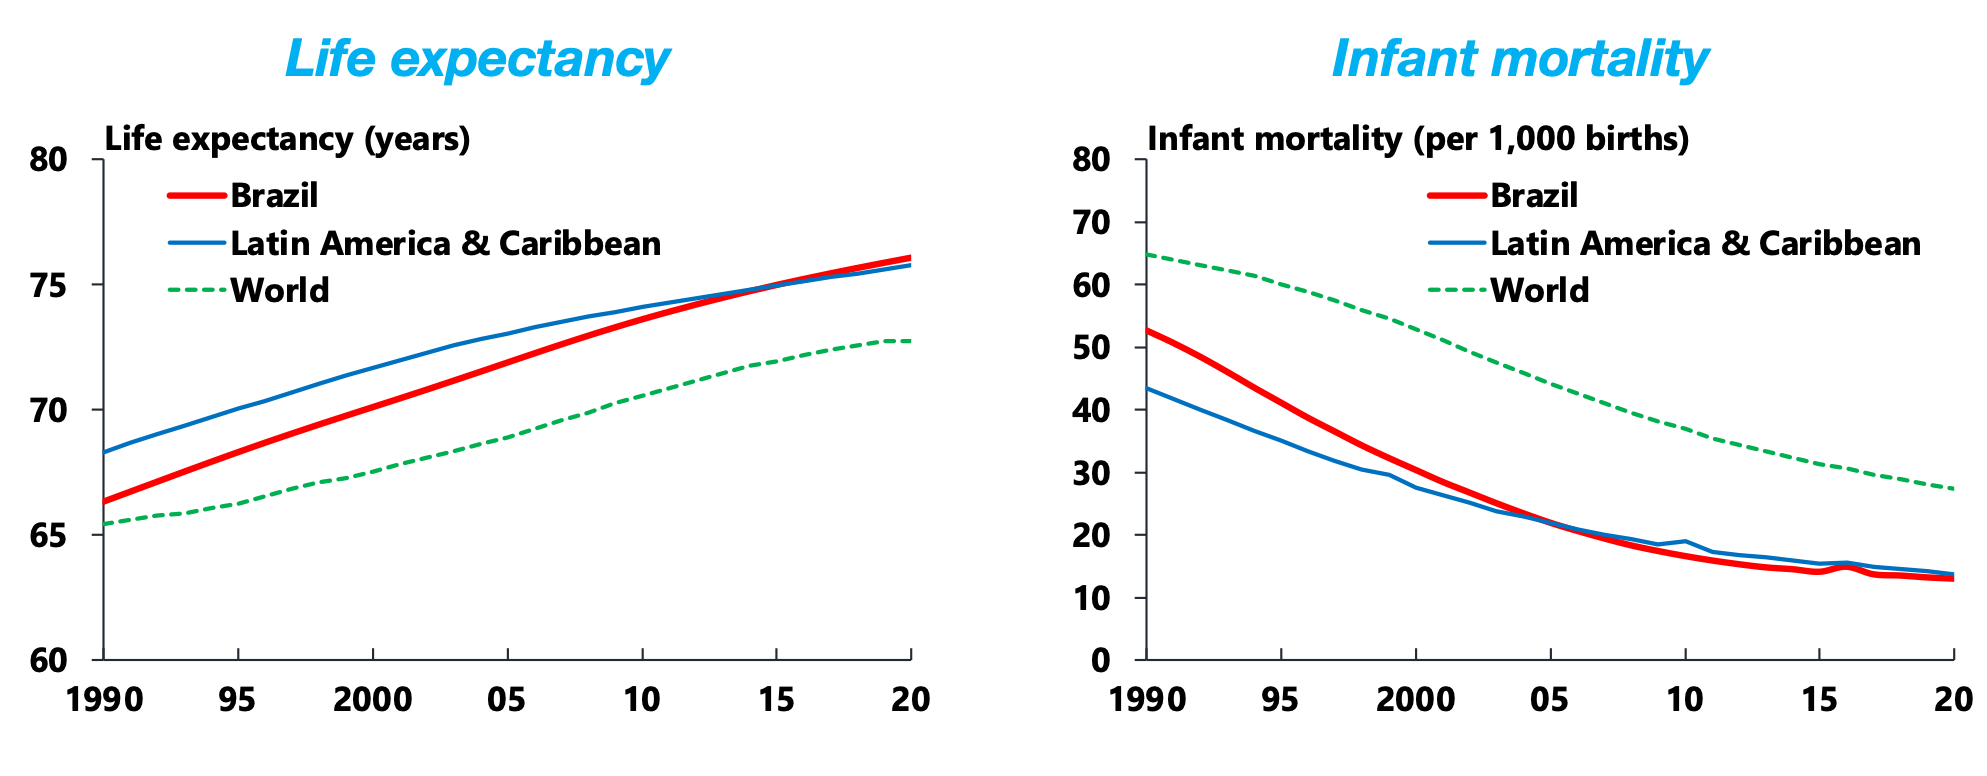 Life expectancy
Life expectancy (years)
80
75
70
65
60
Brazil
Latin America & Caribbean
World
1990 95 2000 05 10 15 20
Infant mortality
Infant mortality (per 1,000 births)
80
70
60
50
40
30
20
10
0
Brazil
Latin America & Caribbean
World
1990 95 2000 05 10 15 20